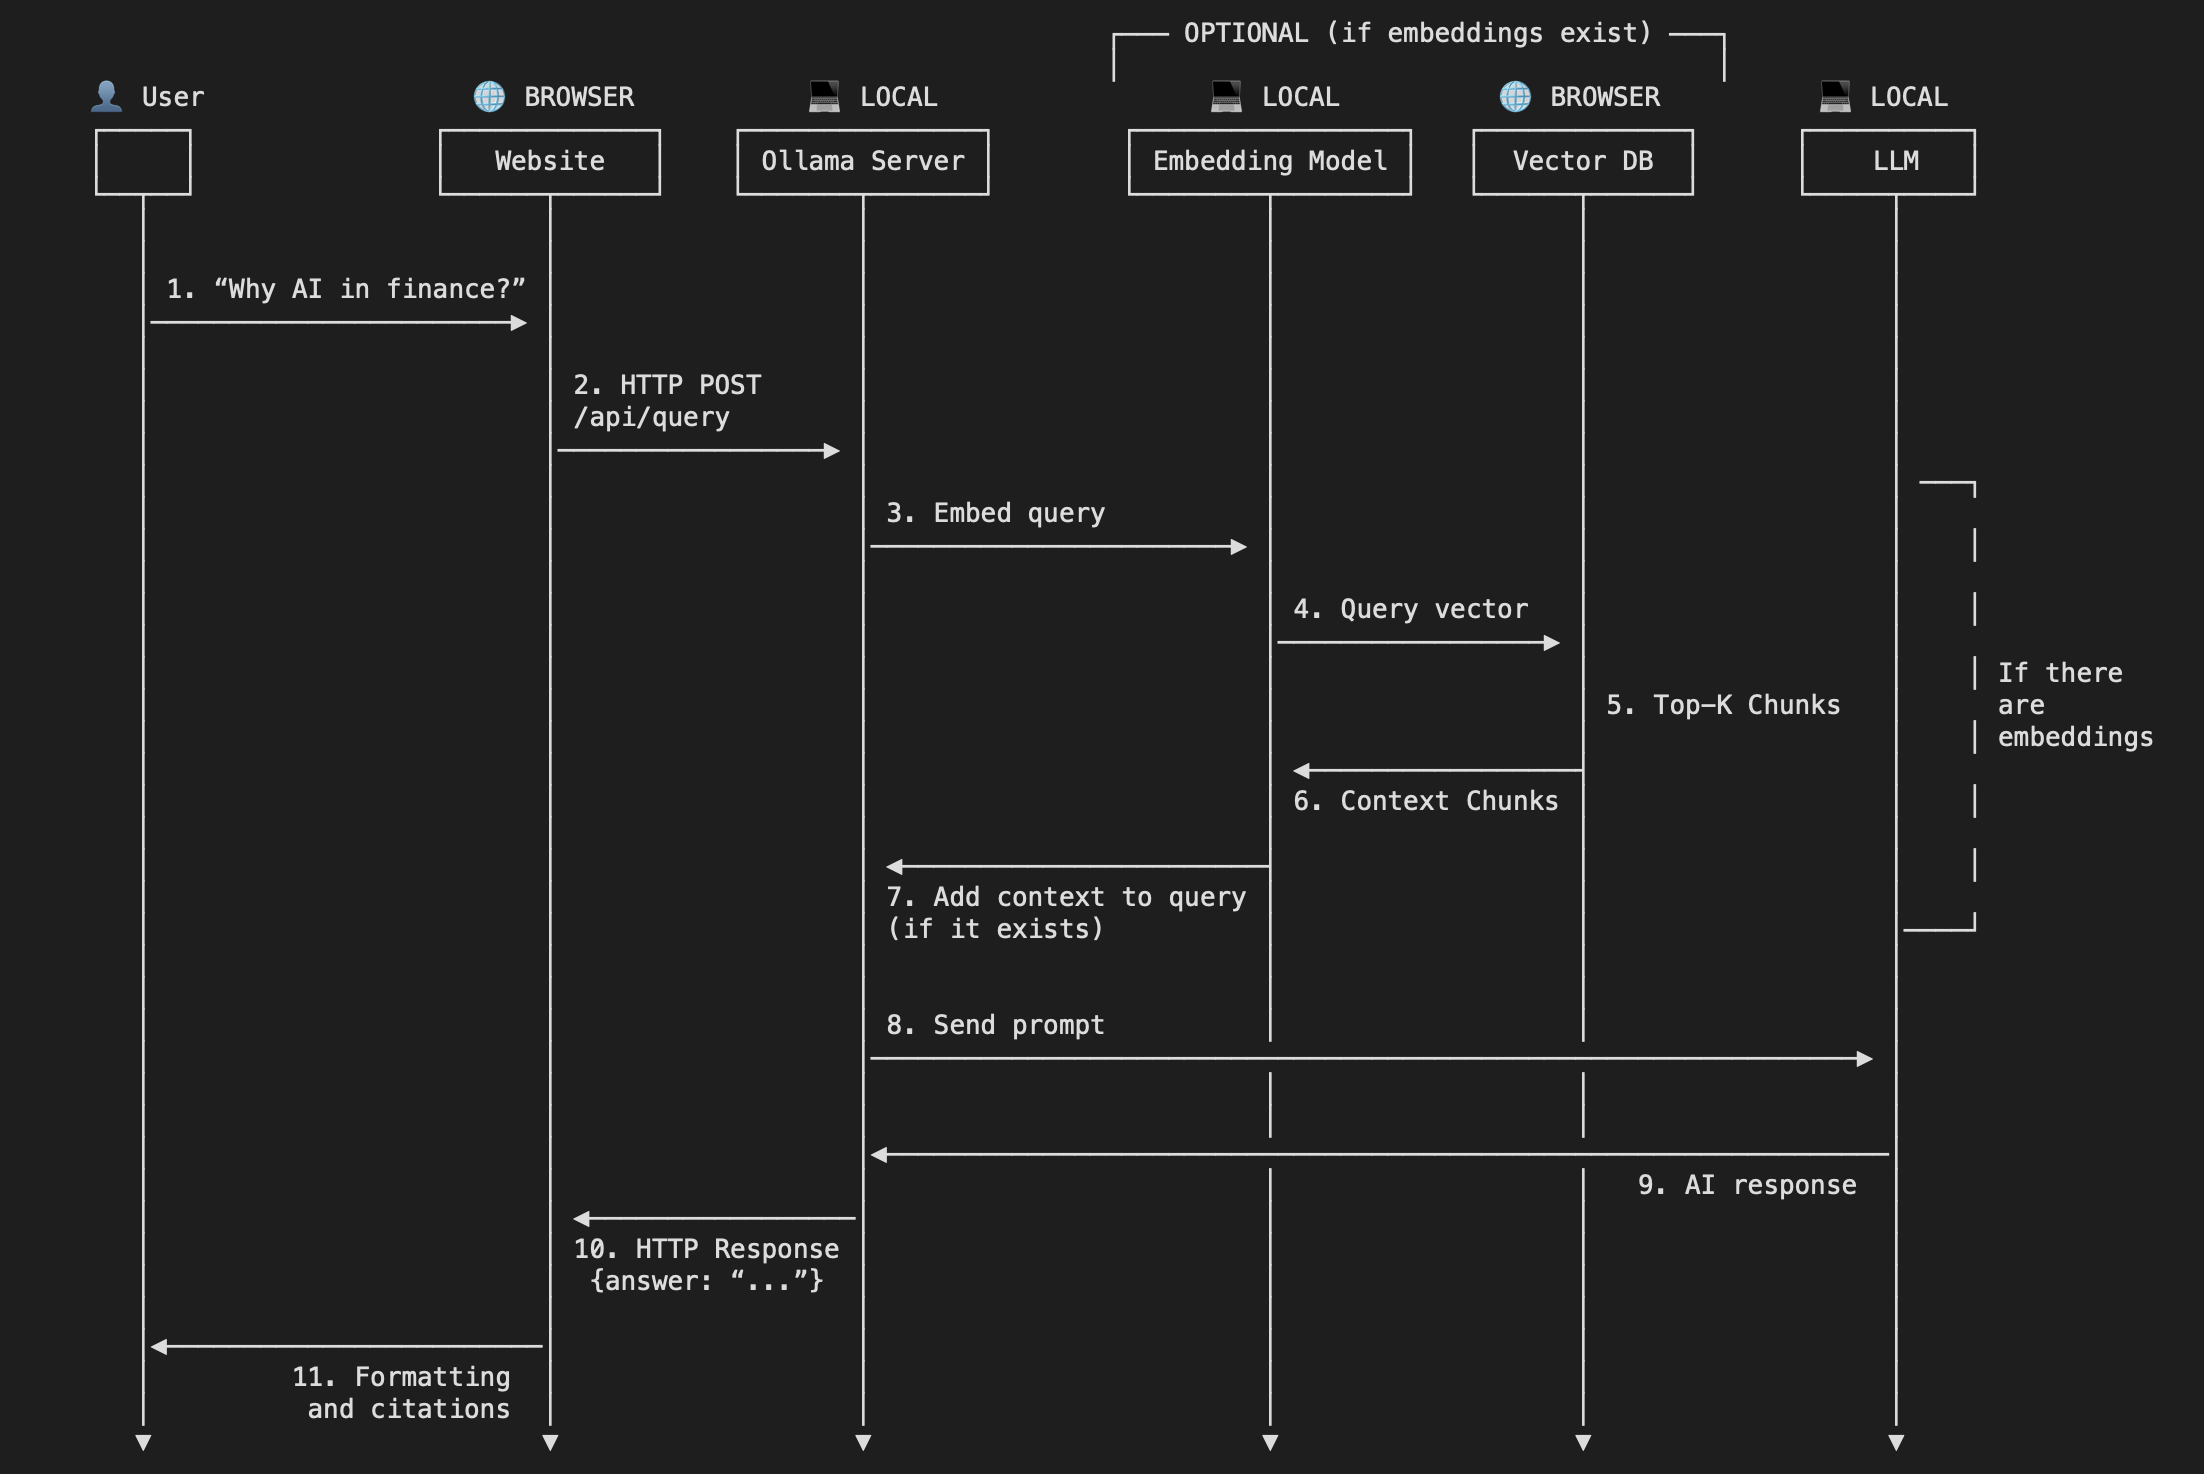 OPTIONAL (if embeddings exist)
User
BROWSER
LOCAL
LOCAL
BROWSER
LOCAL
Website
Ollama Server
Embedding Model
Vector DB
LLM
1. “Why AI in finance?”
2. HTTP POST
/api/query
3. Embed query
4. Query vector
If there
are
embeddings
5. Top-K Chunks
6. Context Chunks
7. Add context to query
(if it exists)
8. Send prompt
9. AI response
10. HTTP Response
{answer: “...”}
11. Formatting
and citations